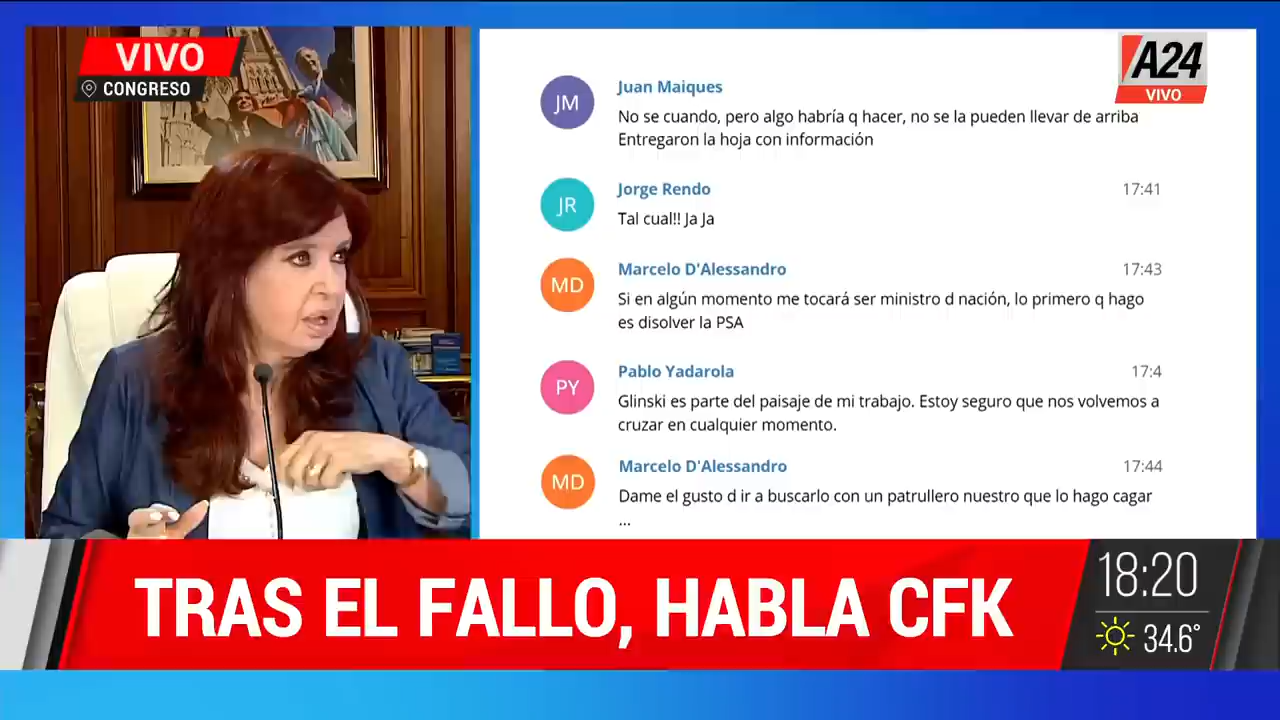 VIVO
CONGRESO
A24
VIVO
JM
Juan Maiques
No se cuando, pero algo habría q hacer, no se la pueden llevar de arriba
Entregaron la hoja con información
JR
Jorge Rendo
17:41
Tal cual!! Ja Ja
MD
Marcelo D'Alessandro
17:43
Si en algún momento me tocará ser ministro d nación, lo primero q hago
es disolver la PSA
PY
Pablo Yadarola
17:4
Glinski es parte del paisaje de mi trabajo. Estoy seguro que nos volvemos a
cruzar en cualquier momento.
MD
Marcelo D'Alessandro
17:44
Dame el gusto d ir a buscarlo con un patrullero nuestro que lo hago cagar
...
TRAS EL FALLO, HABLA CFK
18:20
34.6°